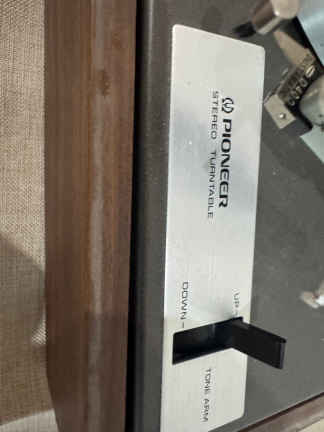 PIONEER
STEREO TURNTABLE
UP-
DOWN-
TONE ARM